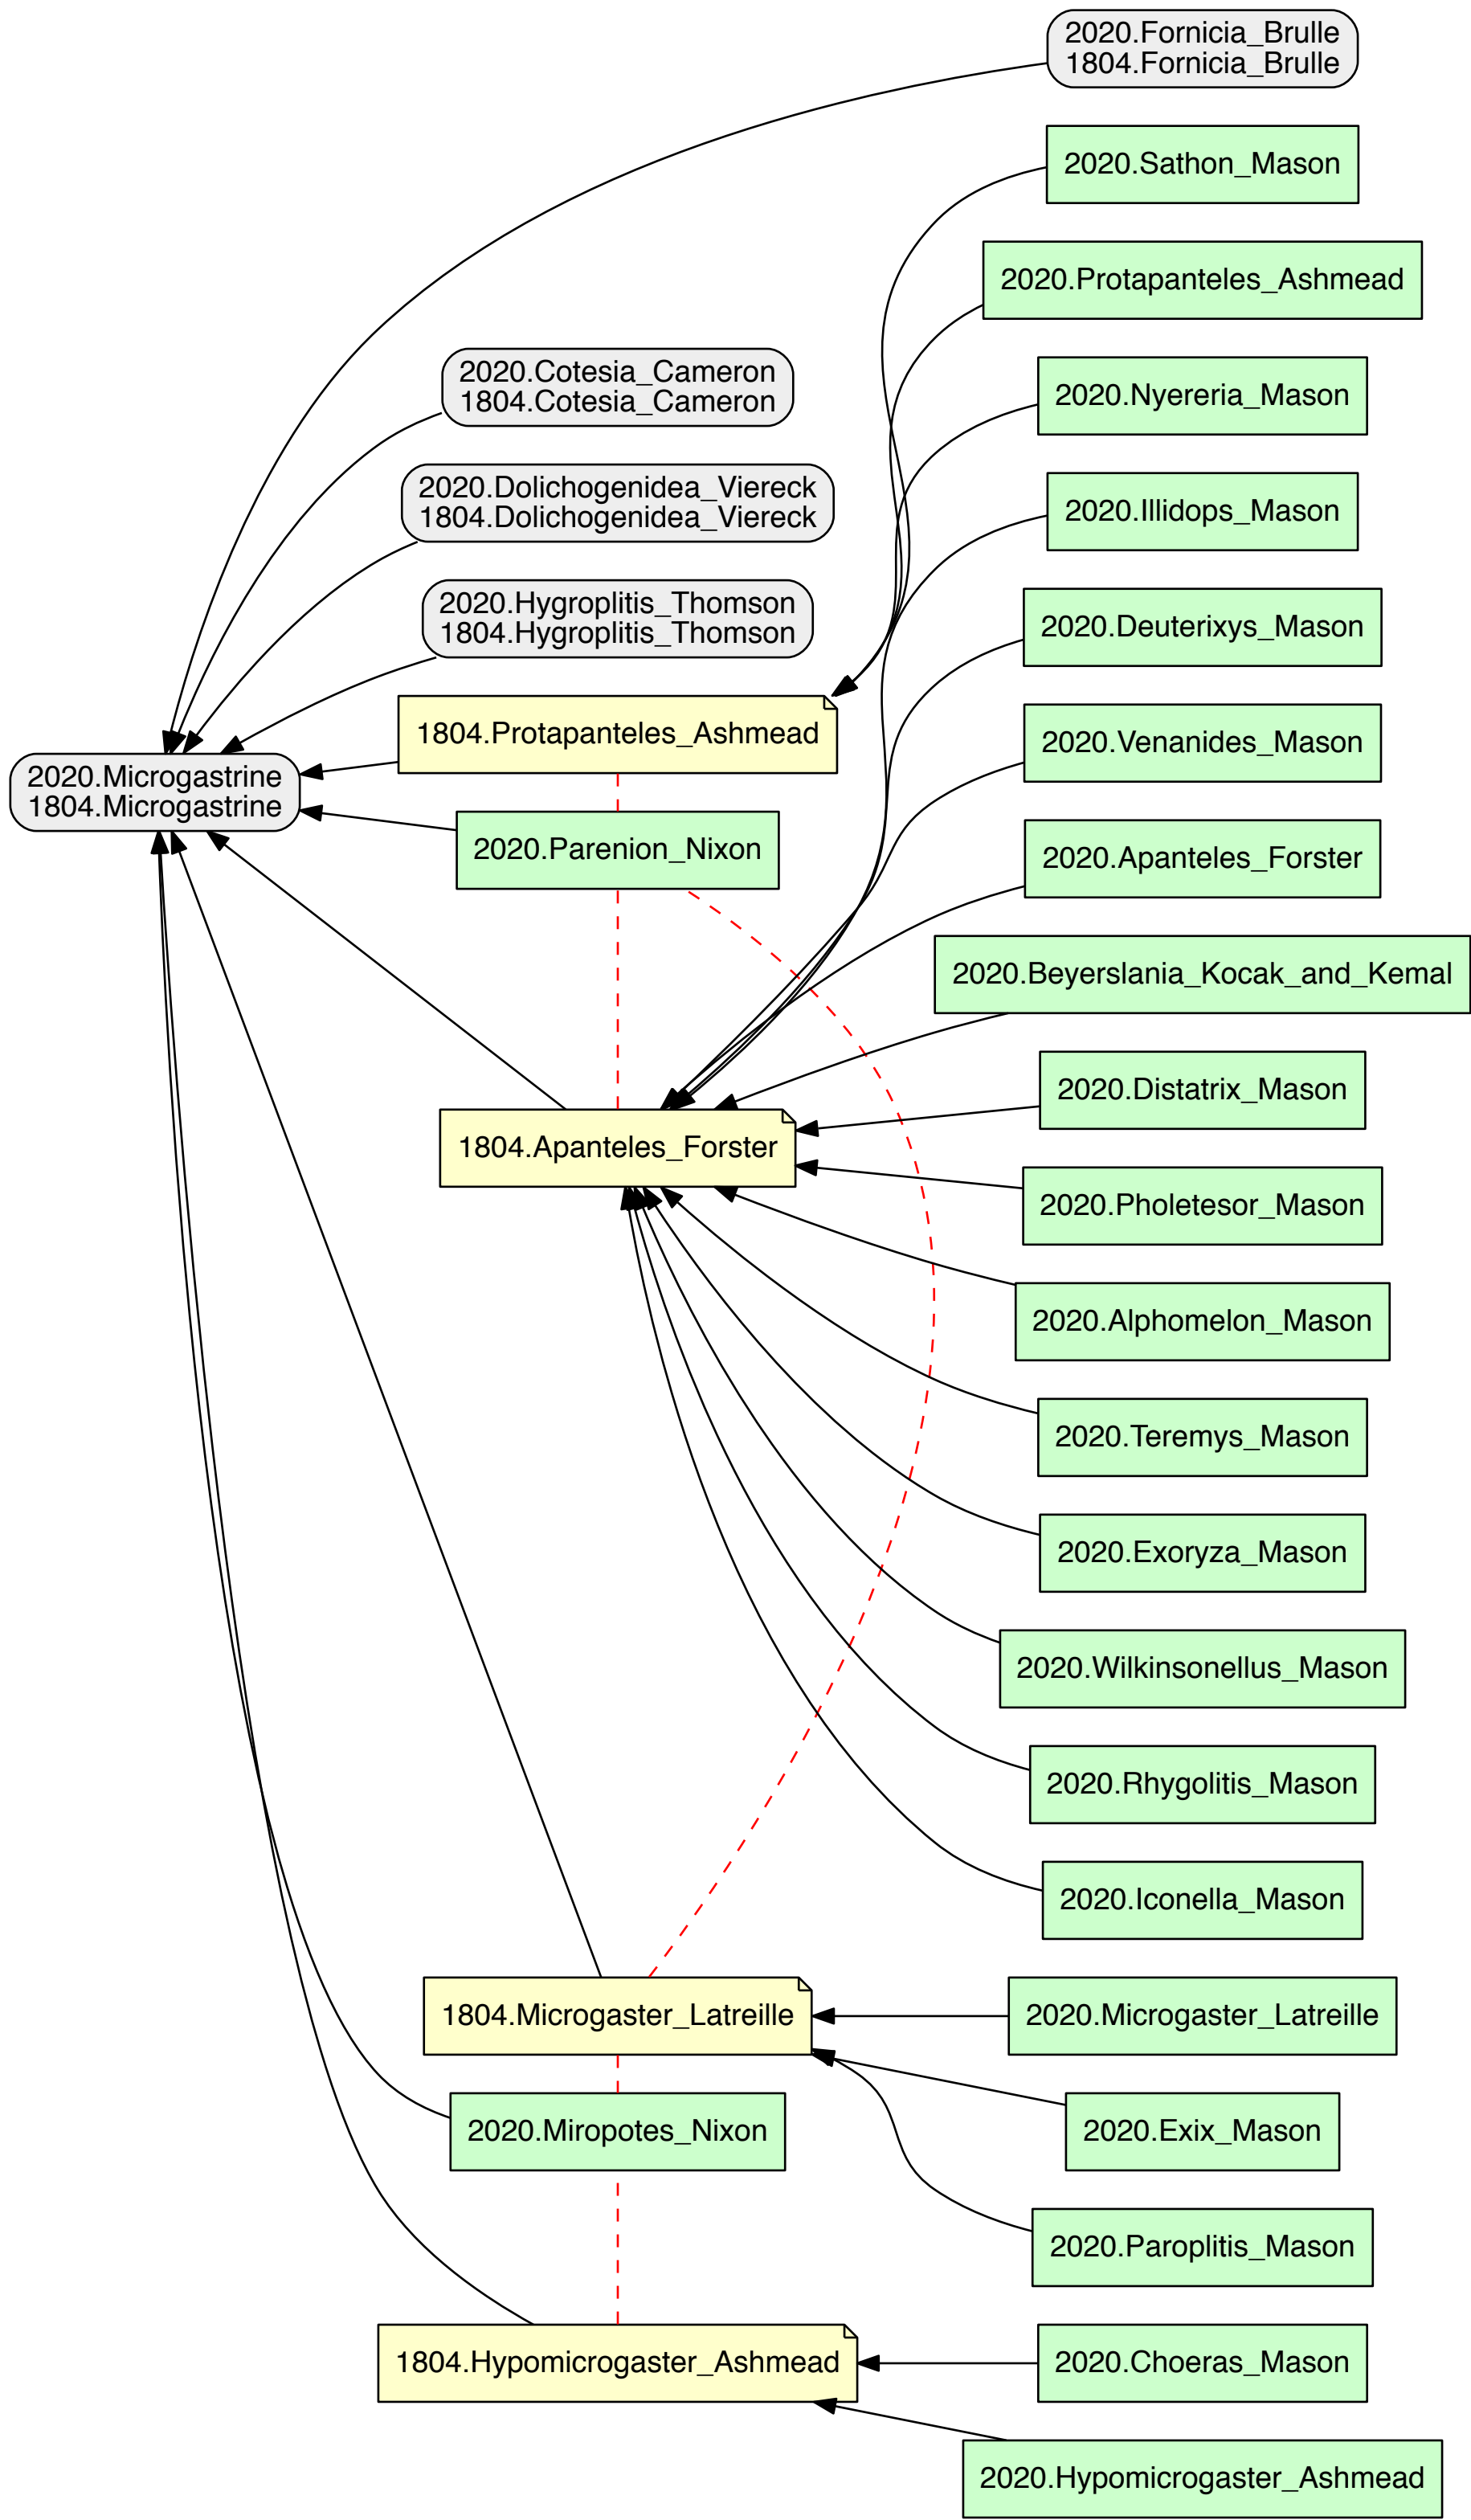 2020.Fornicia_Brulle
1804.Fornicia_Brulle
2020.Sathon_Mason
2020.Protapanteles_Ashmead
2020.Cotesia_Cameron
1804.Cotesia_Cameron
2020.Nyereria_Mason
2020.Dolichogenidea_Viereck
1804.Dolichogenidea_Viereck
2020.Illidops_Mason
2020.Hygroplitis_Thomson
1804.Hygroplitis_Thomson
2020.Deuterixys_Mason
1804.Protapanteles_Ashmead
2020.Venanides_Mason
2020.Microgastrine
1804.Microgastrine
2020.Parenion_Nixon
2020.Apanteles_Forster
2020.Beyerslania_Kocak_and_Kemal
2020.Distatrix_Mason
1804.Apanteles_Forster
2020.Pholetesor_Mason
2020.Alphomelon_Mason
2020.Teremys_Mason
2020.Exoryza_Mason
2020.Wilkinsonellus_Mason
2020.Rhygolitis_Mason
2020.Iconella_Mason
1804.Microgaster_Latreille
2020.Microgaster_Latreille
2020.Miropotes_Nixon
2020.Exix_Mason
2020.Paroplitis_Mason
1804.Hypomicrogaster_Ashmead
2020.Choeras_Mason
2020.Hypomicrogaster_Ashmead